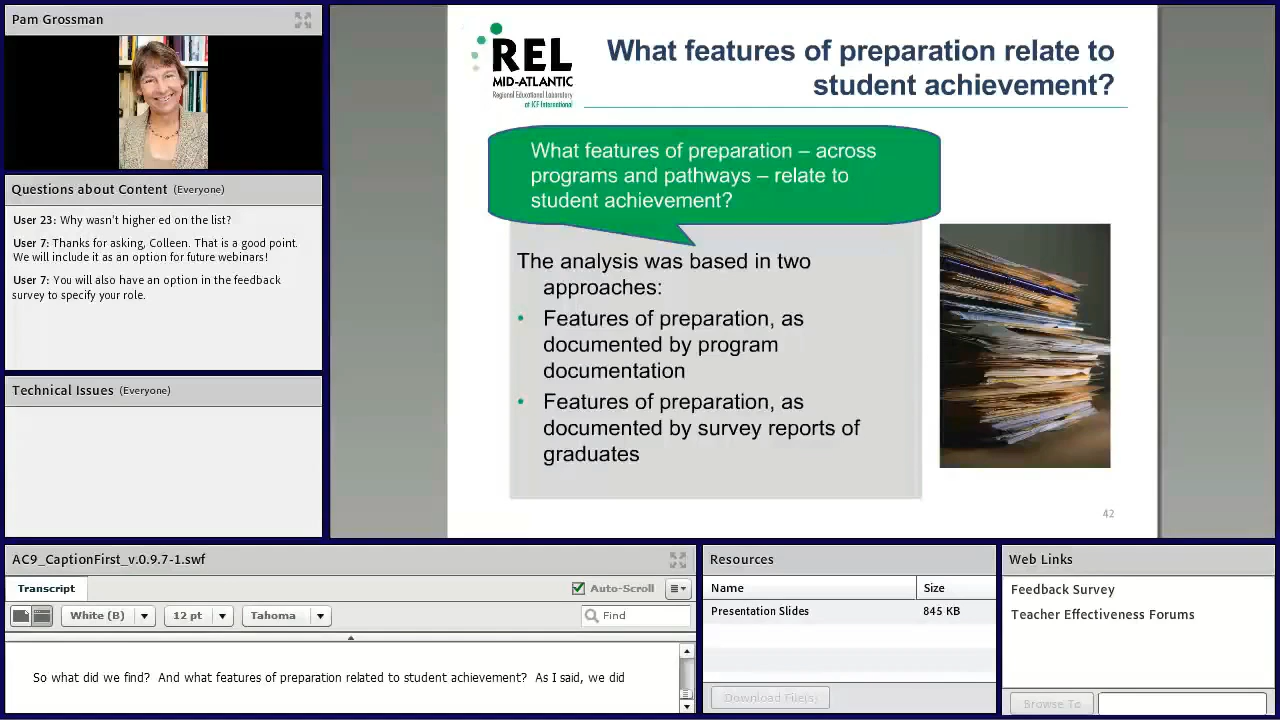 Pam Grossman
Questions about Content (Everyone)
User 23: Why wasn't higher ed on the list?
User 7: Thanks for asking, Colleen. That is a good point.
We will include it as an option for future webinars!
User 7: You will also have an option in the feedback
survey to specify your role.
Technical Issues (Everyone)
REL
MID-ATLANTIC
Regional Educational Laboratory
at ICF International
What features of preparation relate to
student achievement?
What features of preparation – across
programs and pathways – relate to
student achievement?
The analysis was based in two
approaches:
• Features of preparation, as
documented by program
documentation
• Features of preparation, as
documented by survey reports of
graduates
42
AC9_CaptionFirst_v.0.9.7-1.swf
Transcript
Auto-Scroll
White (B)
12 pt
Tahoma
Find
So what did we find? And what features of preparation related to student achievement? As I said, we did
Resources
Name Size
Presentation Slides 845 KB
Download File(s)
Web Links
Feedback Survey
Teacher Effectiveness Forums
Browse To